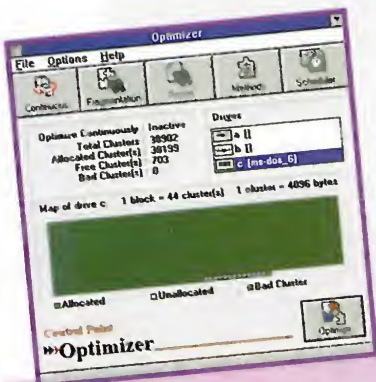 Optimizer
File Options Help
Continuous Fragmentation Method Scheduler
Optimize Continuously Inactive
Total Clusters 38902
Allocated Cluster(s) 38199
Free Cluster(s) 703
Bad Cluster(s) 0
Drives
a []
b []
c [ms-dos_6]
Map of drive c 1 block = 44 cluster(s) 1 cluster = 4096 bytes
Allocated Unallocated Bad Cluster
Central Point
Optimizer
Optimize